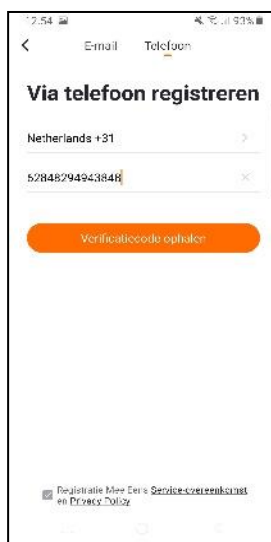 12.54 93%
E-mail Telefoon
Via telefoon registreren
Netherlands +31
52848294943848
Verificatiecode ophalen
Registratie Mee Eens Service-overeenkomst
en Privacy Policy